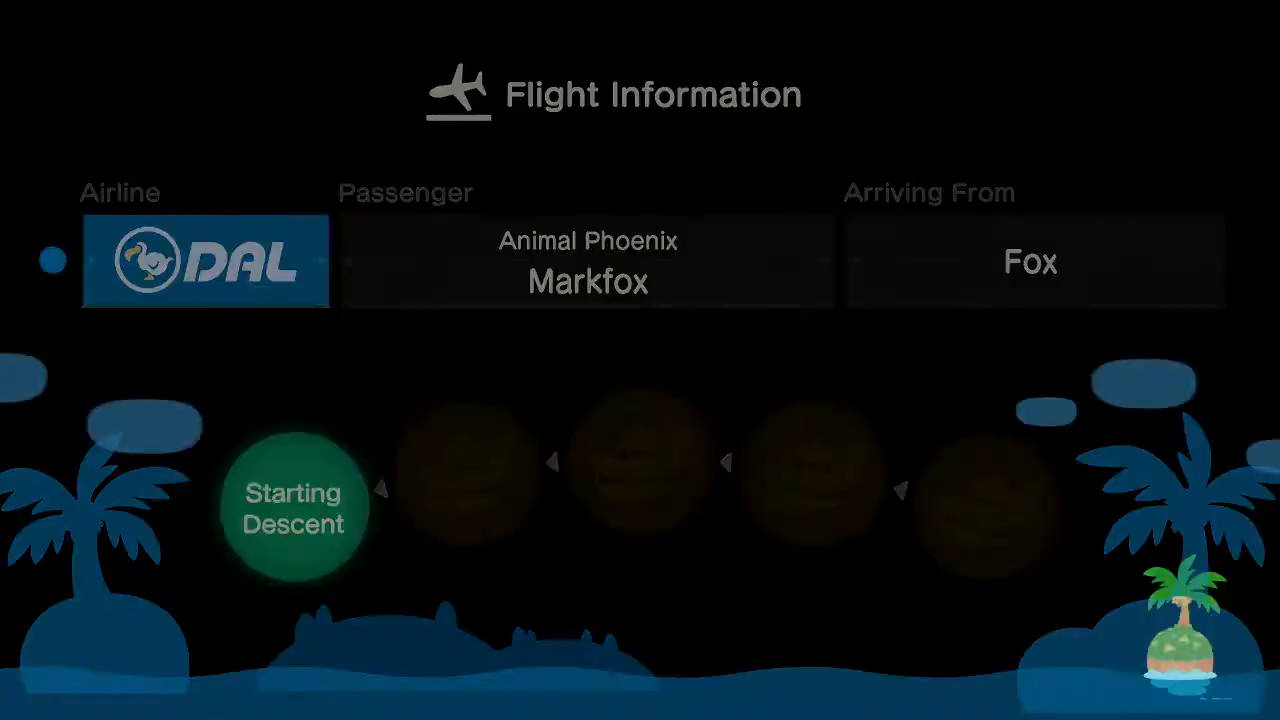 Flight Information
Airline
Passenger
Arriving From
DAL
Animal Phoenix
Markfox
Fox
Starting
Descent